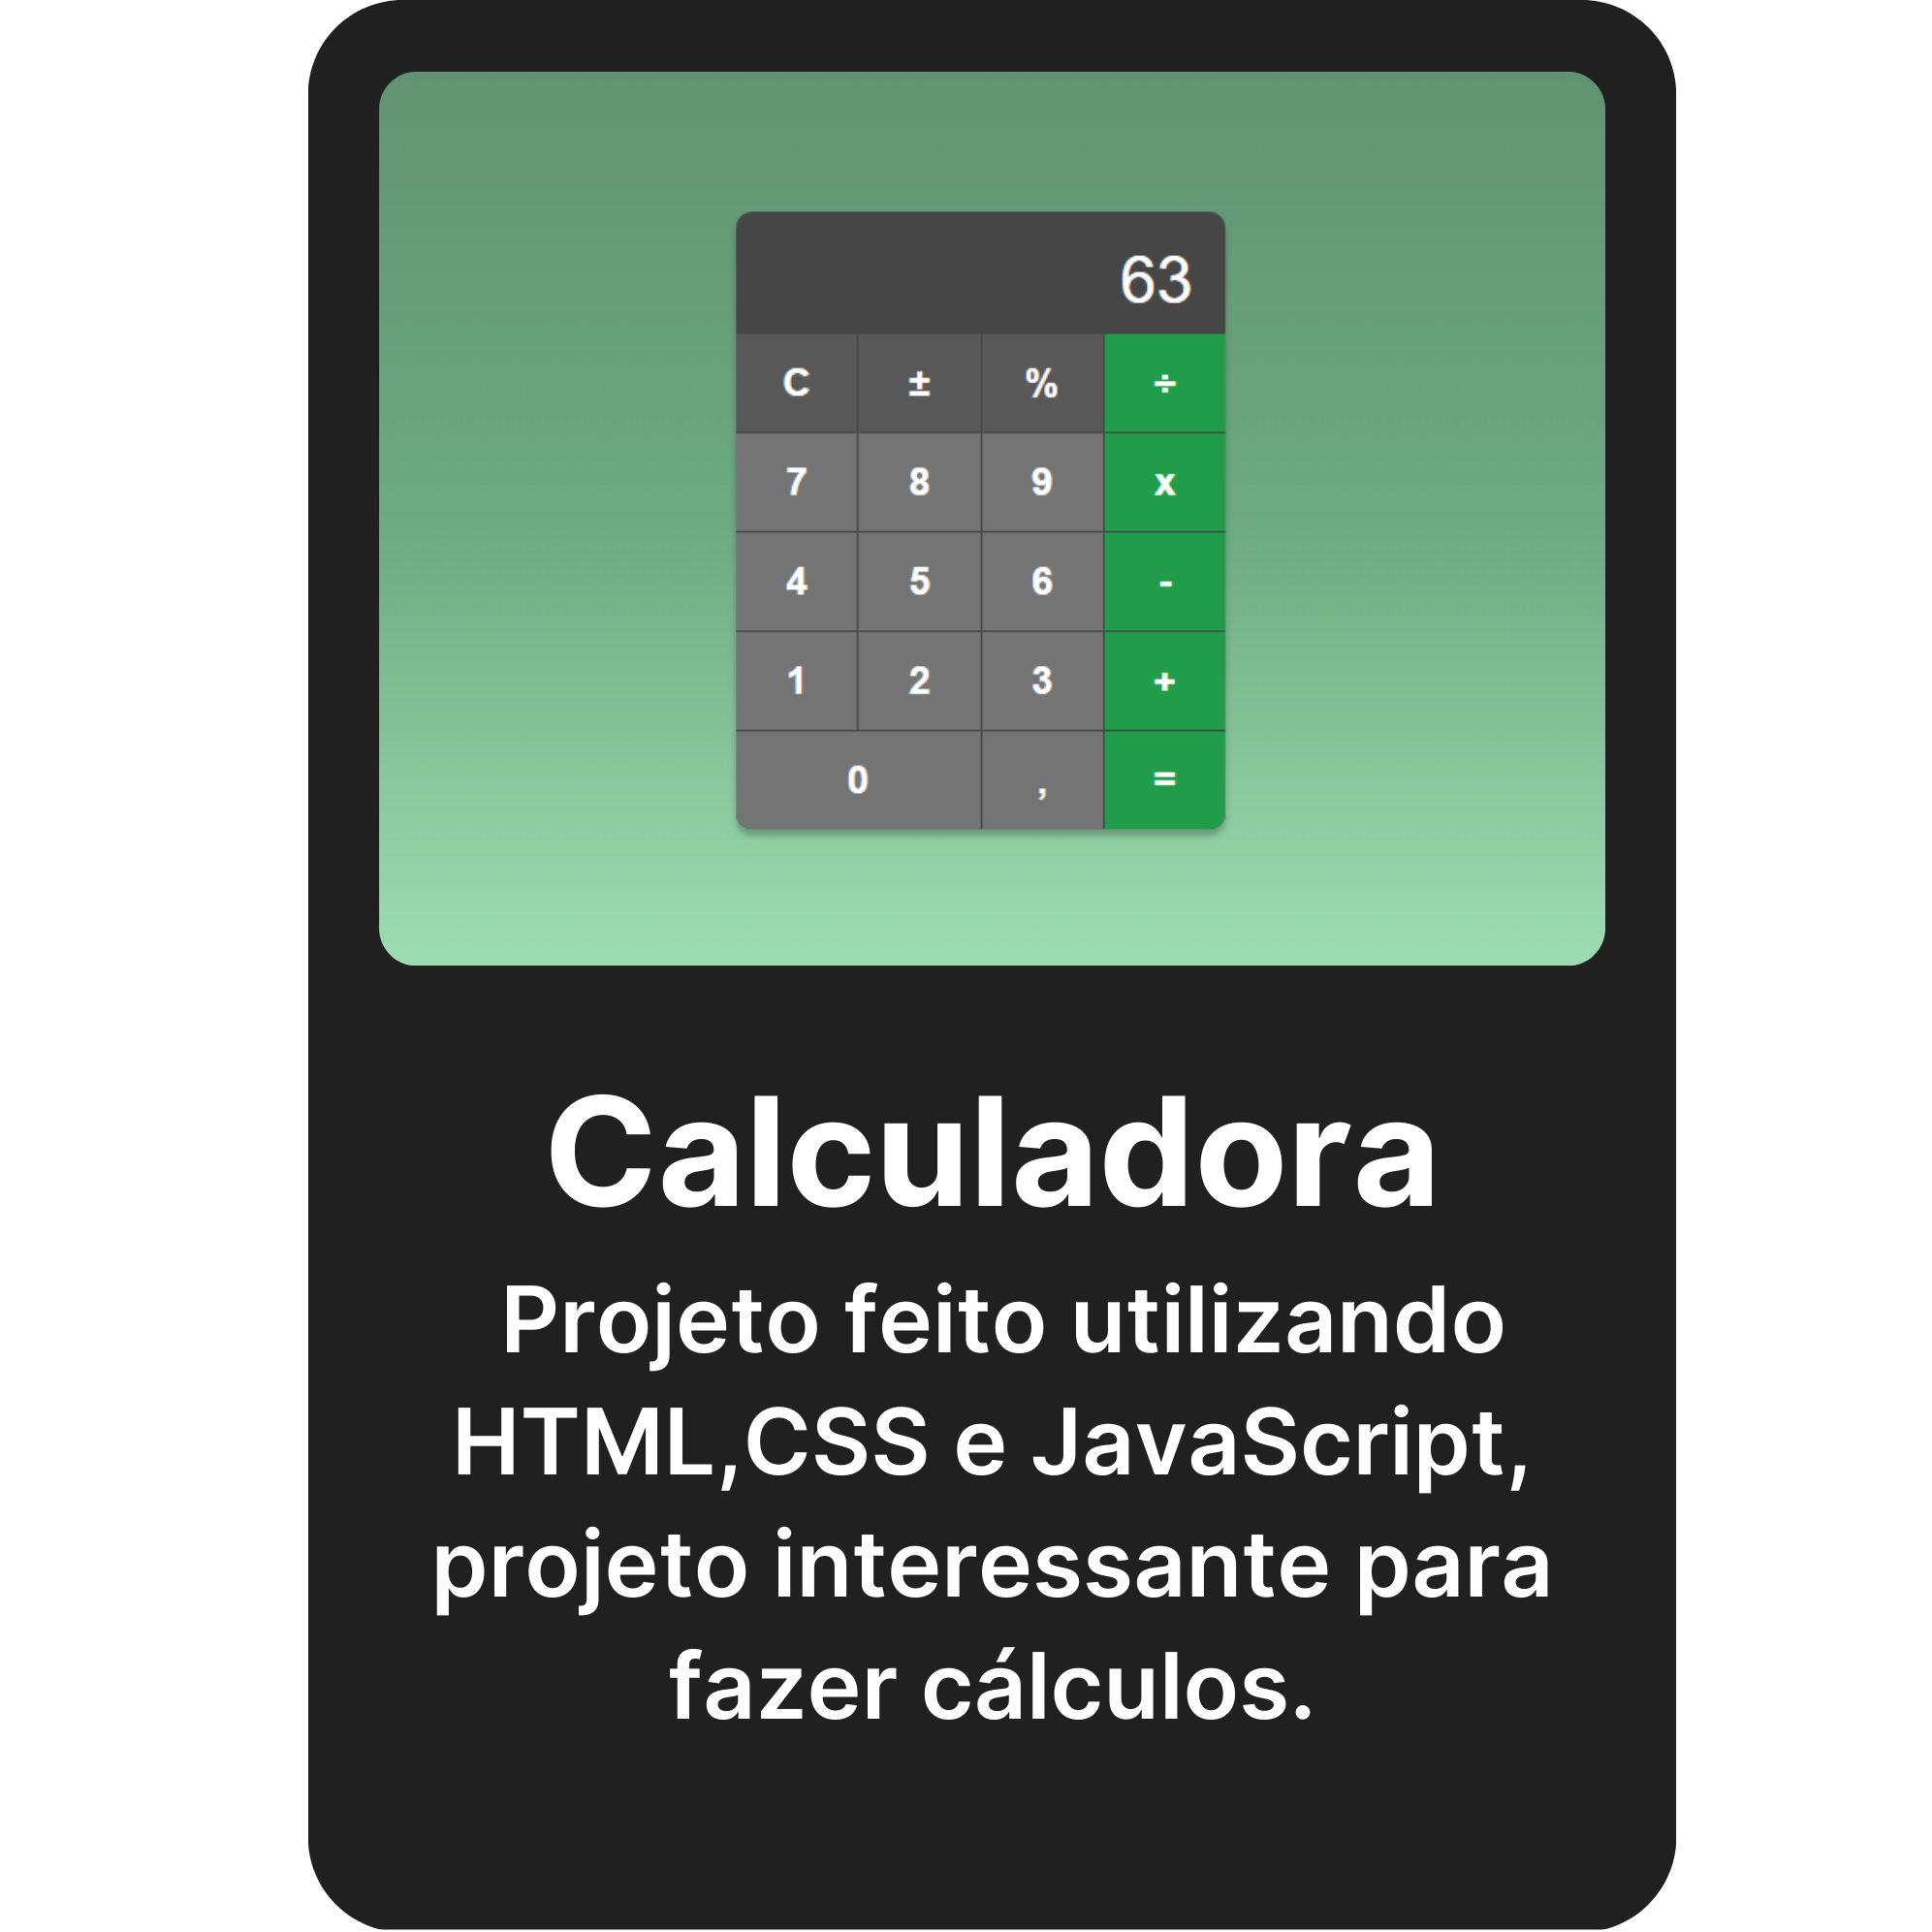 63
C ± % ÷
7 8 9 x
4 5 6 -
1 2 3 +
0 , =
Calculadora
Projeto feito utilizando
HTML,CSS e JavaScript,
projeto interessante para
fazer cálculos.